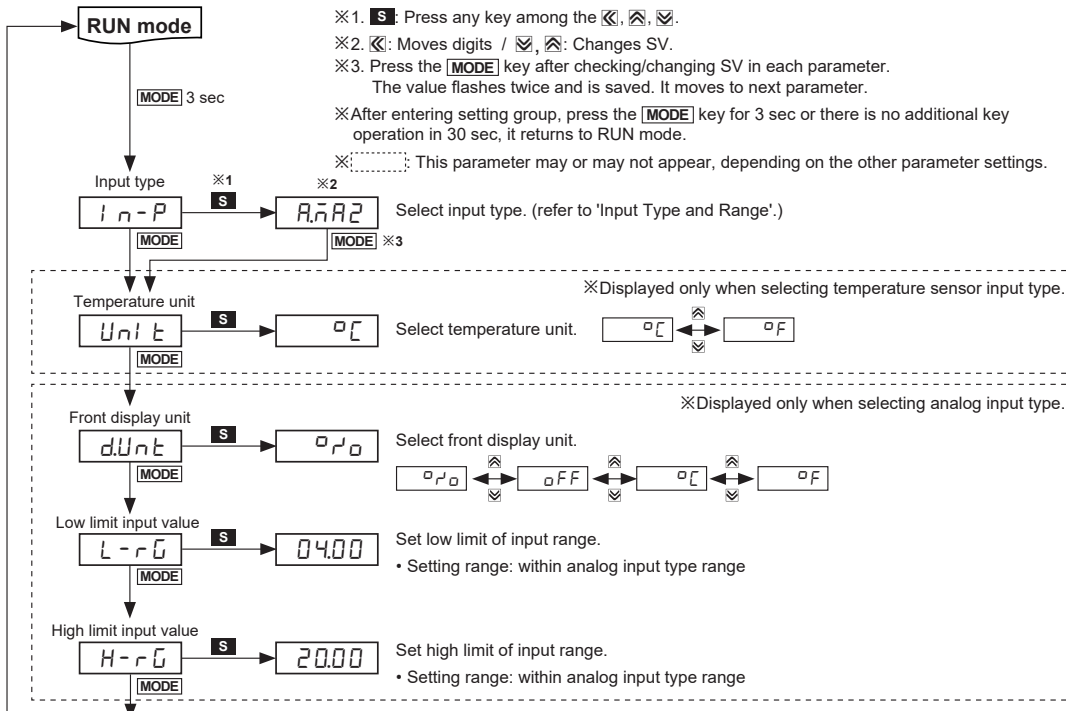 RUN mode
※1. S: Press any key among the «, ︽, ︾.
※2. «: Moves digits / ︾, ︽: Changes SV.
※3. Press the MODE key after checking/changing SV in each parameter.
The value flashes twice and is saved. It moves to next parameter.
MODE 3 sec
※After entering setting group, press the MODE key for 3 sec or there is no additional key
operation in 30 sec, it returns to RUN mode.
※ : This parameter may or may not appear, depending on the other parameter settings.
Input type ※1 ※2
In-P S A.mA2 Select input type. (refer to 'Input Type and Range'.)
MODE MODE ※3
※Displayed only when selecting temperature sensor input type.
Temperature unit
UnIt S °C Select temperature unit. °C °F
MODE
※Displayed only when selecting analog input type.
Front display unit
d.Unt S °/o Select front display unit.
MODE °/o oFF °C °F
Low limit input value
L-rG S 04.00 Set low limit of input range.
MODE • Setting range: within analog input type range
High limit input value
H-rG S 20.00 Set high limit of input range.
MODE • Setting range: within analog input type range